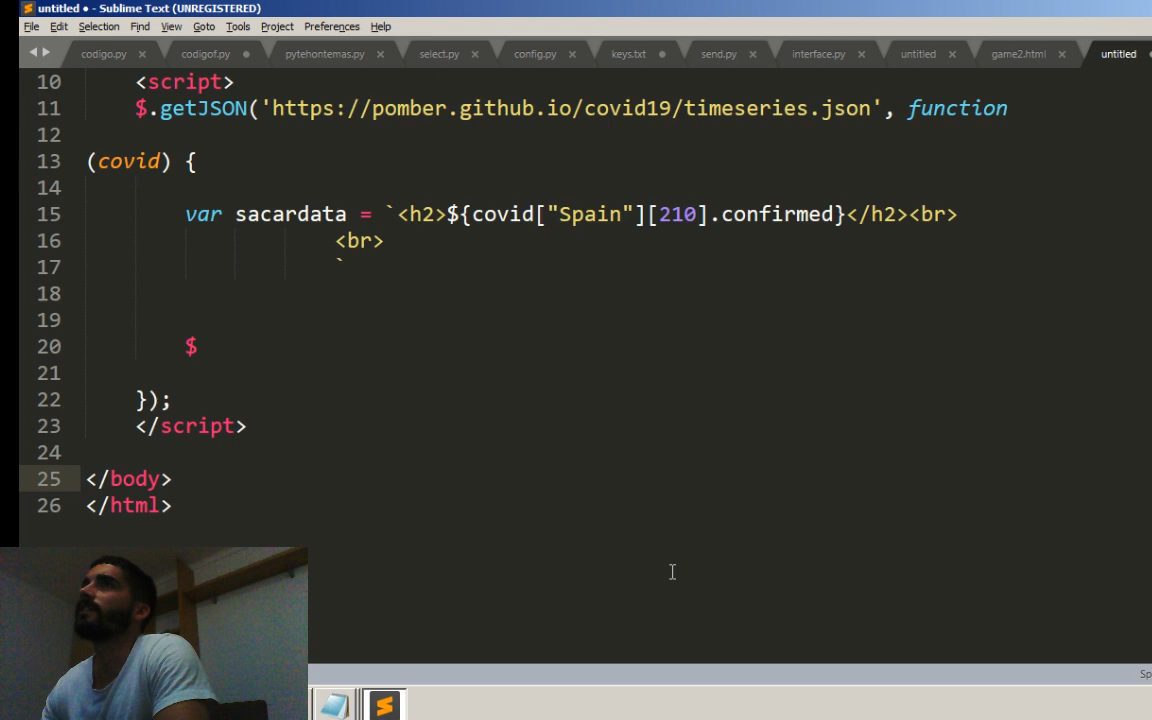 untitled • - Sublime Text (UNREGISTERED)
File Edit Selection Find View Goto Tools Project Preferences Help
codigo.py × codigof.py • pytehontemas.py × select.py × config.py × keys.txt • send.py × interface.py × untitled × game2.html × untitled
10 <script>
11 $.getJSON('https://pomber.github.io/covid19/timeseries.json', function
12
13 (covid) {
14
15 var sacardata = `<h2>${covid["Spain"][210].confirmed}</h2><br>
16 <br>
17 `
18
19
20 $
21
22 });
23 </script>
24
25 </body>
26 </html>
Sp